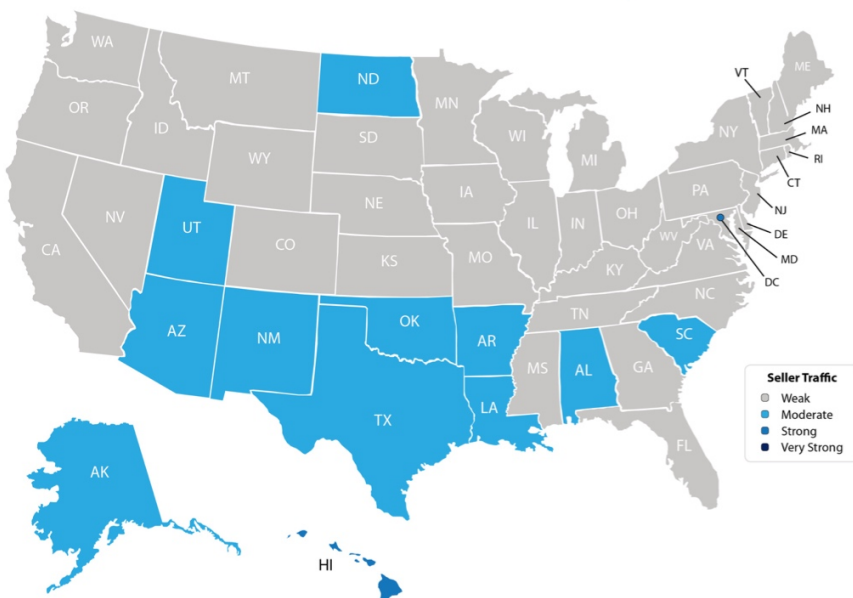 WA
MT
ND
MN
VT
ME
OR
ID
SD
WI
MI
NY
NH
MA
RI
CT
WY
IA
PA
NJ
NV
UT
NE
IL
IN
OH
DE
MD
DC
CA
CO
KS
MO
WV
VA
KY
NC
AZ
NM
OK
AR
TN
SC
MS
AL
GA
TX
LA
FL
AK
HI
Seller Traffic
Weak
Moderate
Strong
Very Strong